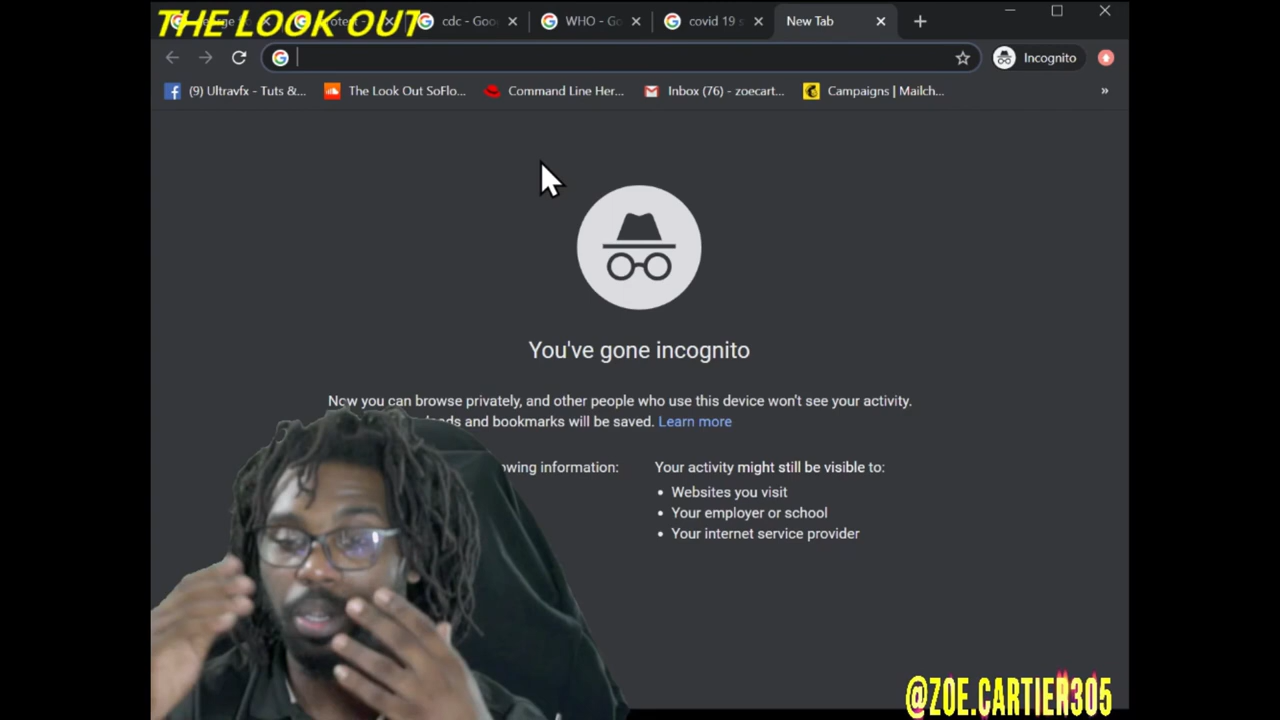 THE LOOK OUT
cdc - Goo
WHO - Go
covid 19 s
New Tab
Incognito
(9) Ultravfx - Tuts &...
The Look Out SoFlo...
Command Line Her...
Inbox (76) - zoecart...
Campaigns | Mailch...
»
You've gone incognito
Now you can browse privately, and other people who use this device won't see your activity.
and bookmarks will be saved. Learn more
information:
Your activity might still be visible to:
• Websites you visit
• Your employer or school
• Your internet service provider
@ZOE.CARTIER305